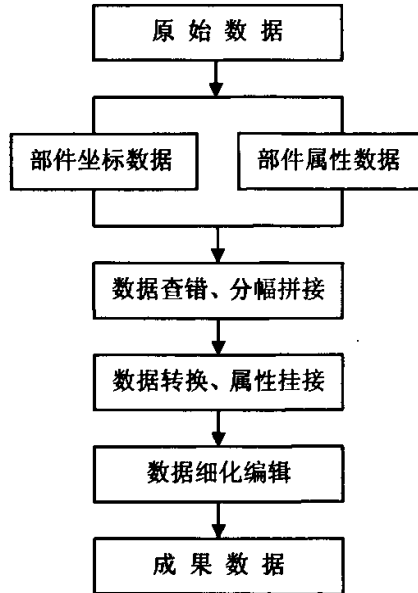 原 始 数 据
部件坐标数据
部件属性数据
数据查错、分幅拼接
数据转换、属性挂接
数据细化编辑
成 果 数 据